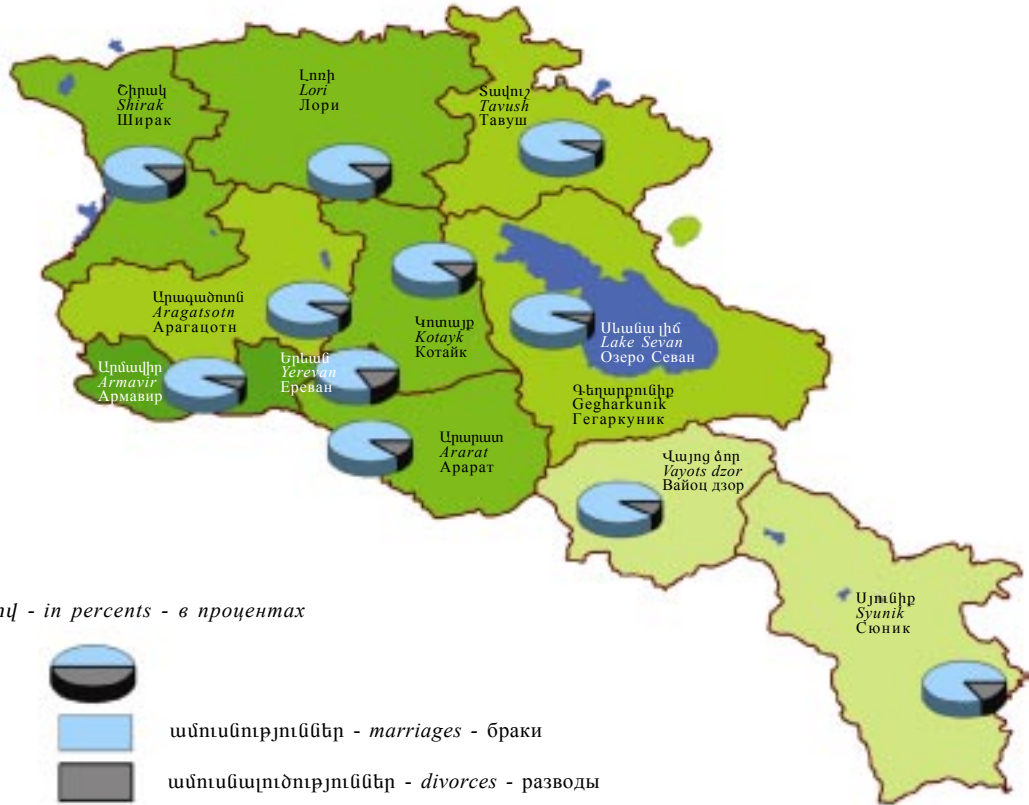 Շիրակ
Shirak
Ширак
Լոռի
Lori
Лори
Տավուշ
Tavush
Тавуш
Արագածոտն
Aragatsotn
Арагацотн
Կոտայք
Kotayk
Котайк
Սևանա լիճ
Lake Sevan
Озеро Севан
Արմավիր
Armavir
Армавир
Երևան
Yerevan
Ереван
Գեղարքունիք
Gegharkunik
Гегаркуник
Արարատ
Ararat
Арарат
Վայոց ձոր
Vayots dzor
Вайоц дзор
Սյունիք
Syunik
Сюник
- in percents - в процентах
ամուսնություններ - marriages - браки
ամուսնալուծություններ - divorces - разводы